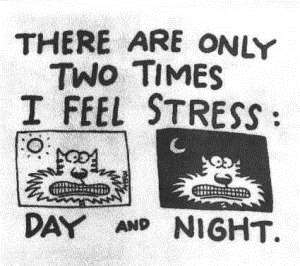 THERE ARE ONLY
TWO TIMES
I FEEL STRESS:
DAY AND NIGHT.